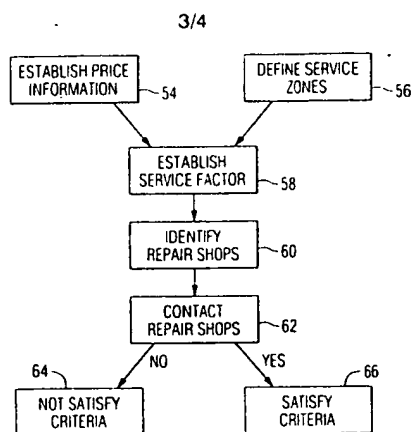 3/4
ESTABLISH PRICE
INFORMATION
54
DEFINE SERVICE
ZONES
56
ESTABLISH
SERVICE FACTOR
58
IDENTIFY
REPAIR SHOPS
60
CONTACT
REPAIR SHOPS
62
64
NO
YES
66
NOT SATISFY
CRITERIA
SATISFY
CRITERIA